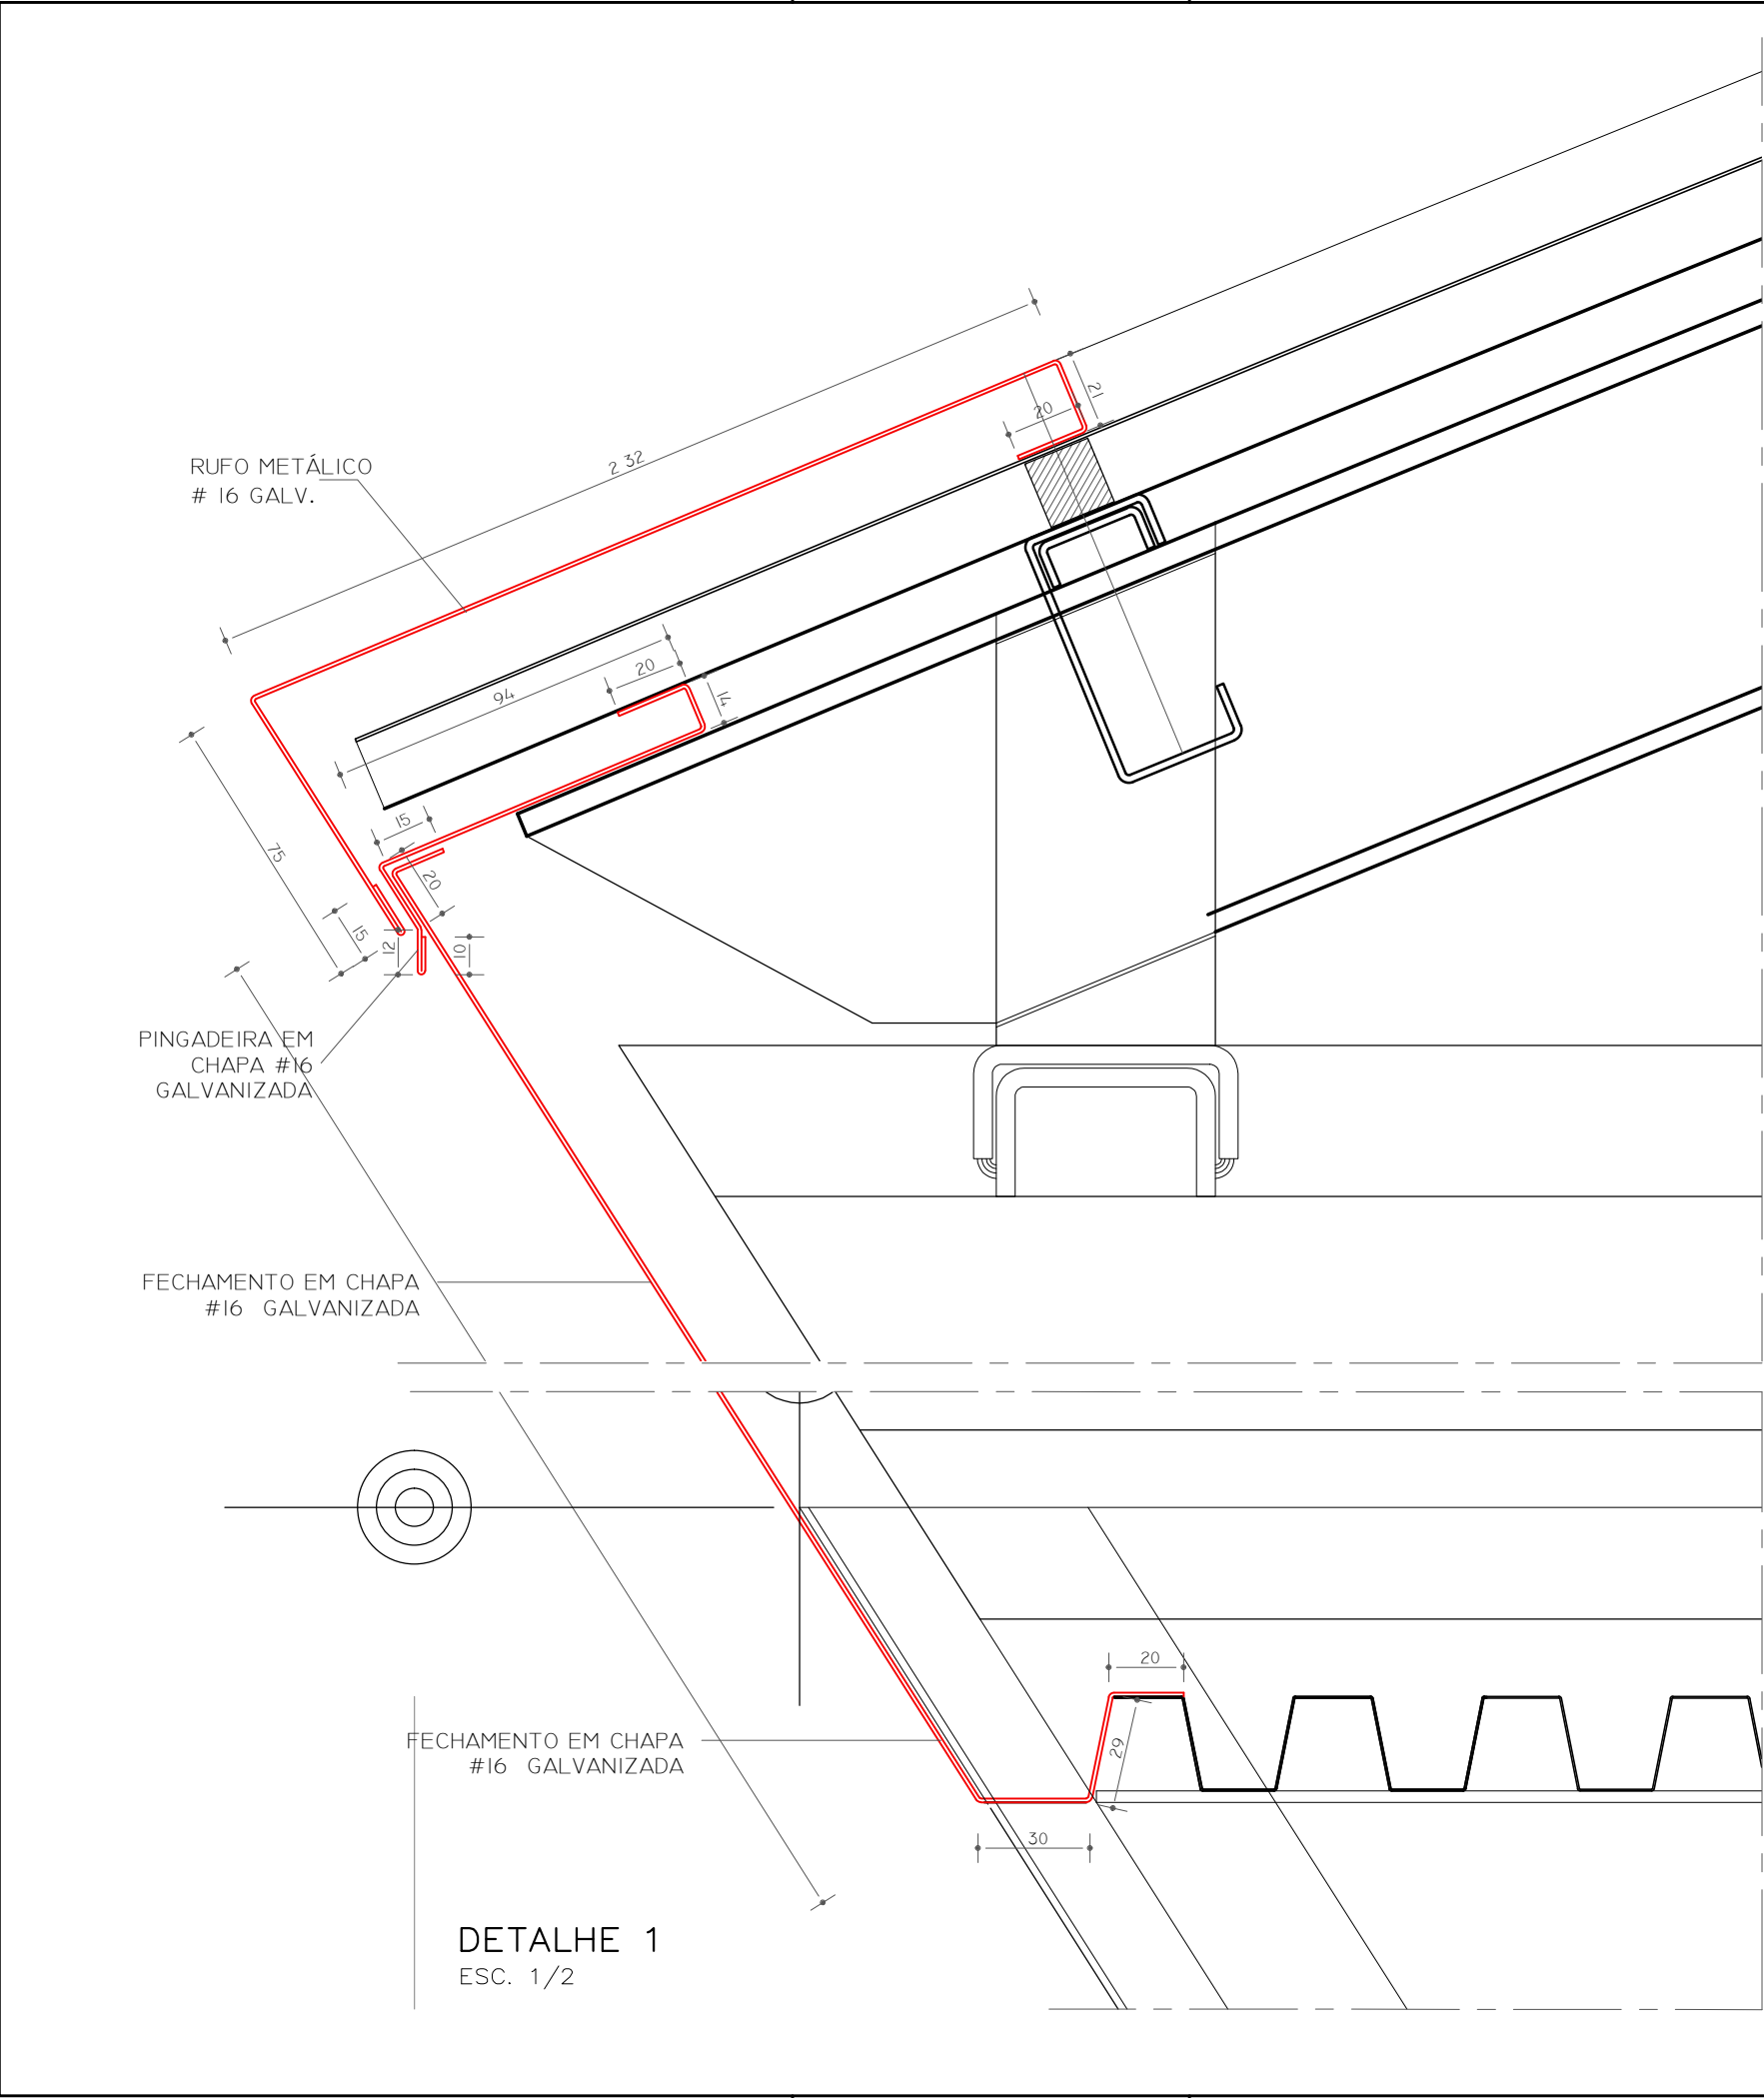 21
20
2 32
RUFO METÁLICO
# 16 GALV.
20
94
14
15
75
20
15
12
10
PINGADEIRA EM
CHAPA #16
GALVANIZADA
FECHAMENTO EM CHAPA
#16 GALVANIZADA
20
29
FECHAMENTO EM CHAPA
#16 GALVANIZADA
30
DETALHE 1
ESC. 1/2